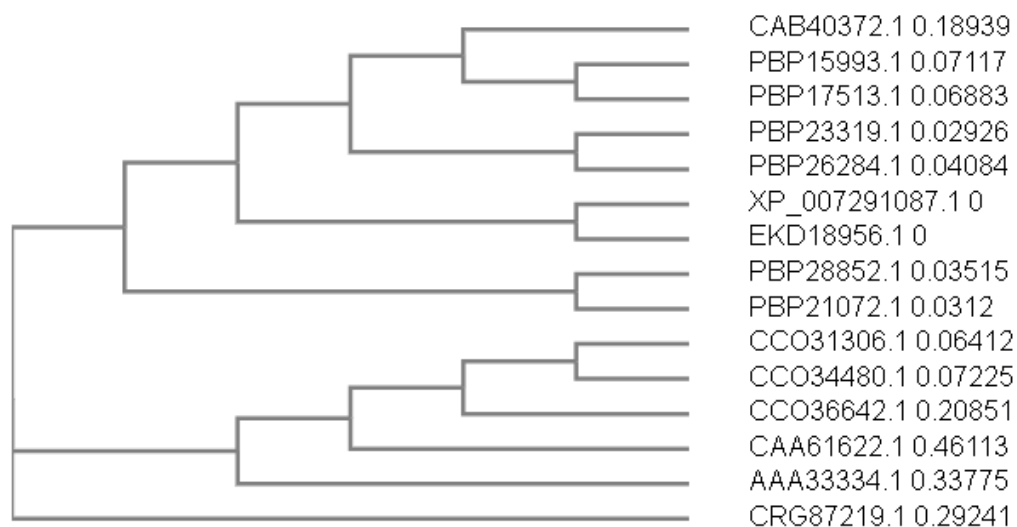 CAB40372.1 0.18939
PBP15993.1 0.07117
PBP17513.1 0.06883
PBP23319.1 0.02926
PBP26284.1 0.04084
XP_007291087.1 0
EKD18956.1 0
PBP28852.1 0.03515
PBP21072.1 0.0312
CCO31306.1 0.06412
CCO34480.1 0.07225
CCO36642.1 0.20851
CAA61622.1 0.46113
AAA33334.1 0.33775
CRG87219.1 0.29241